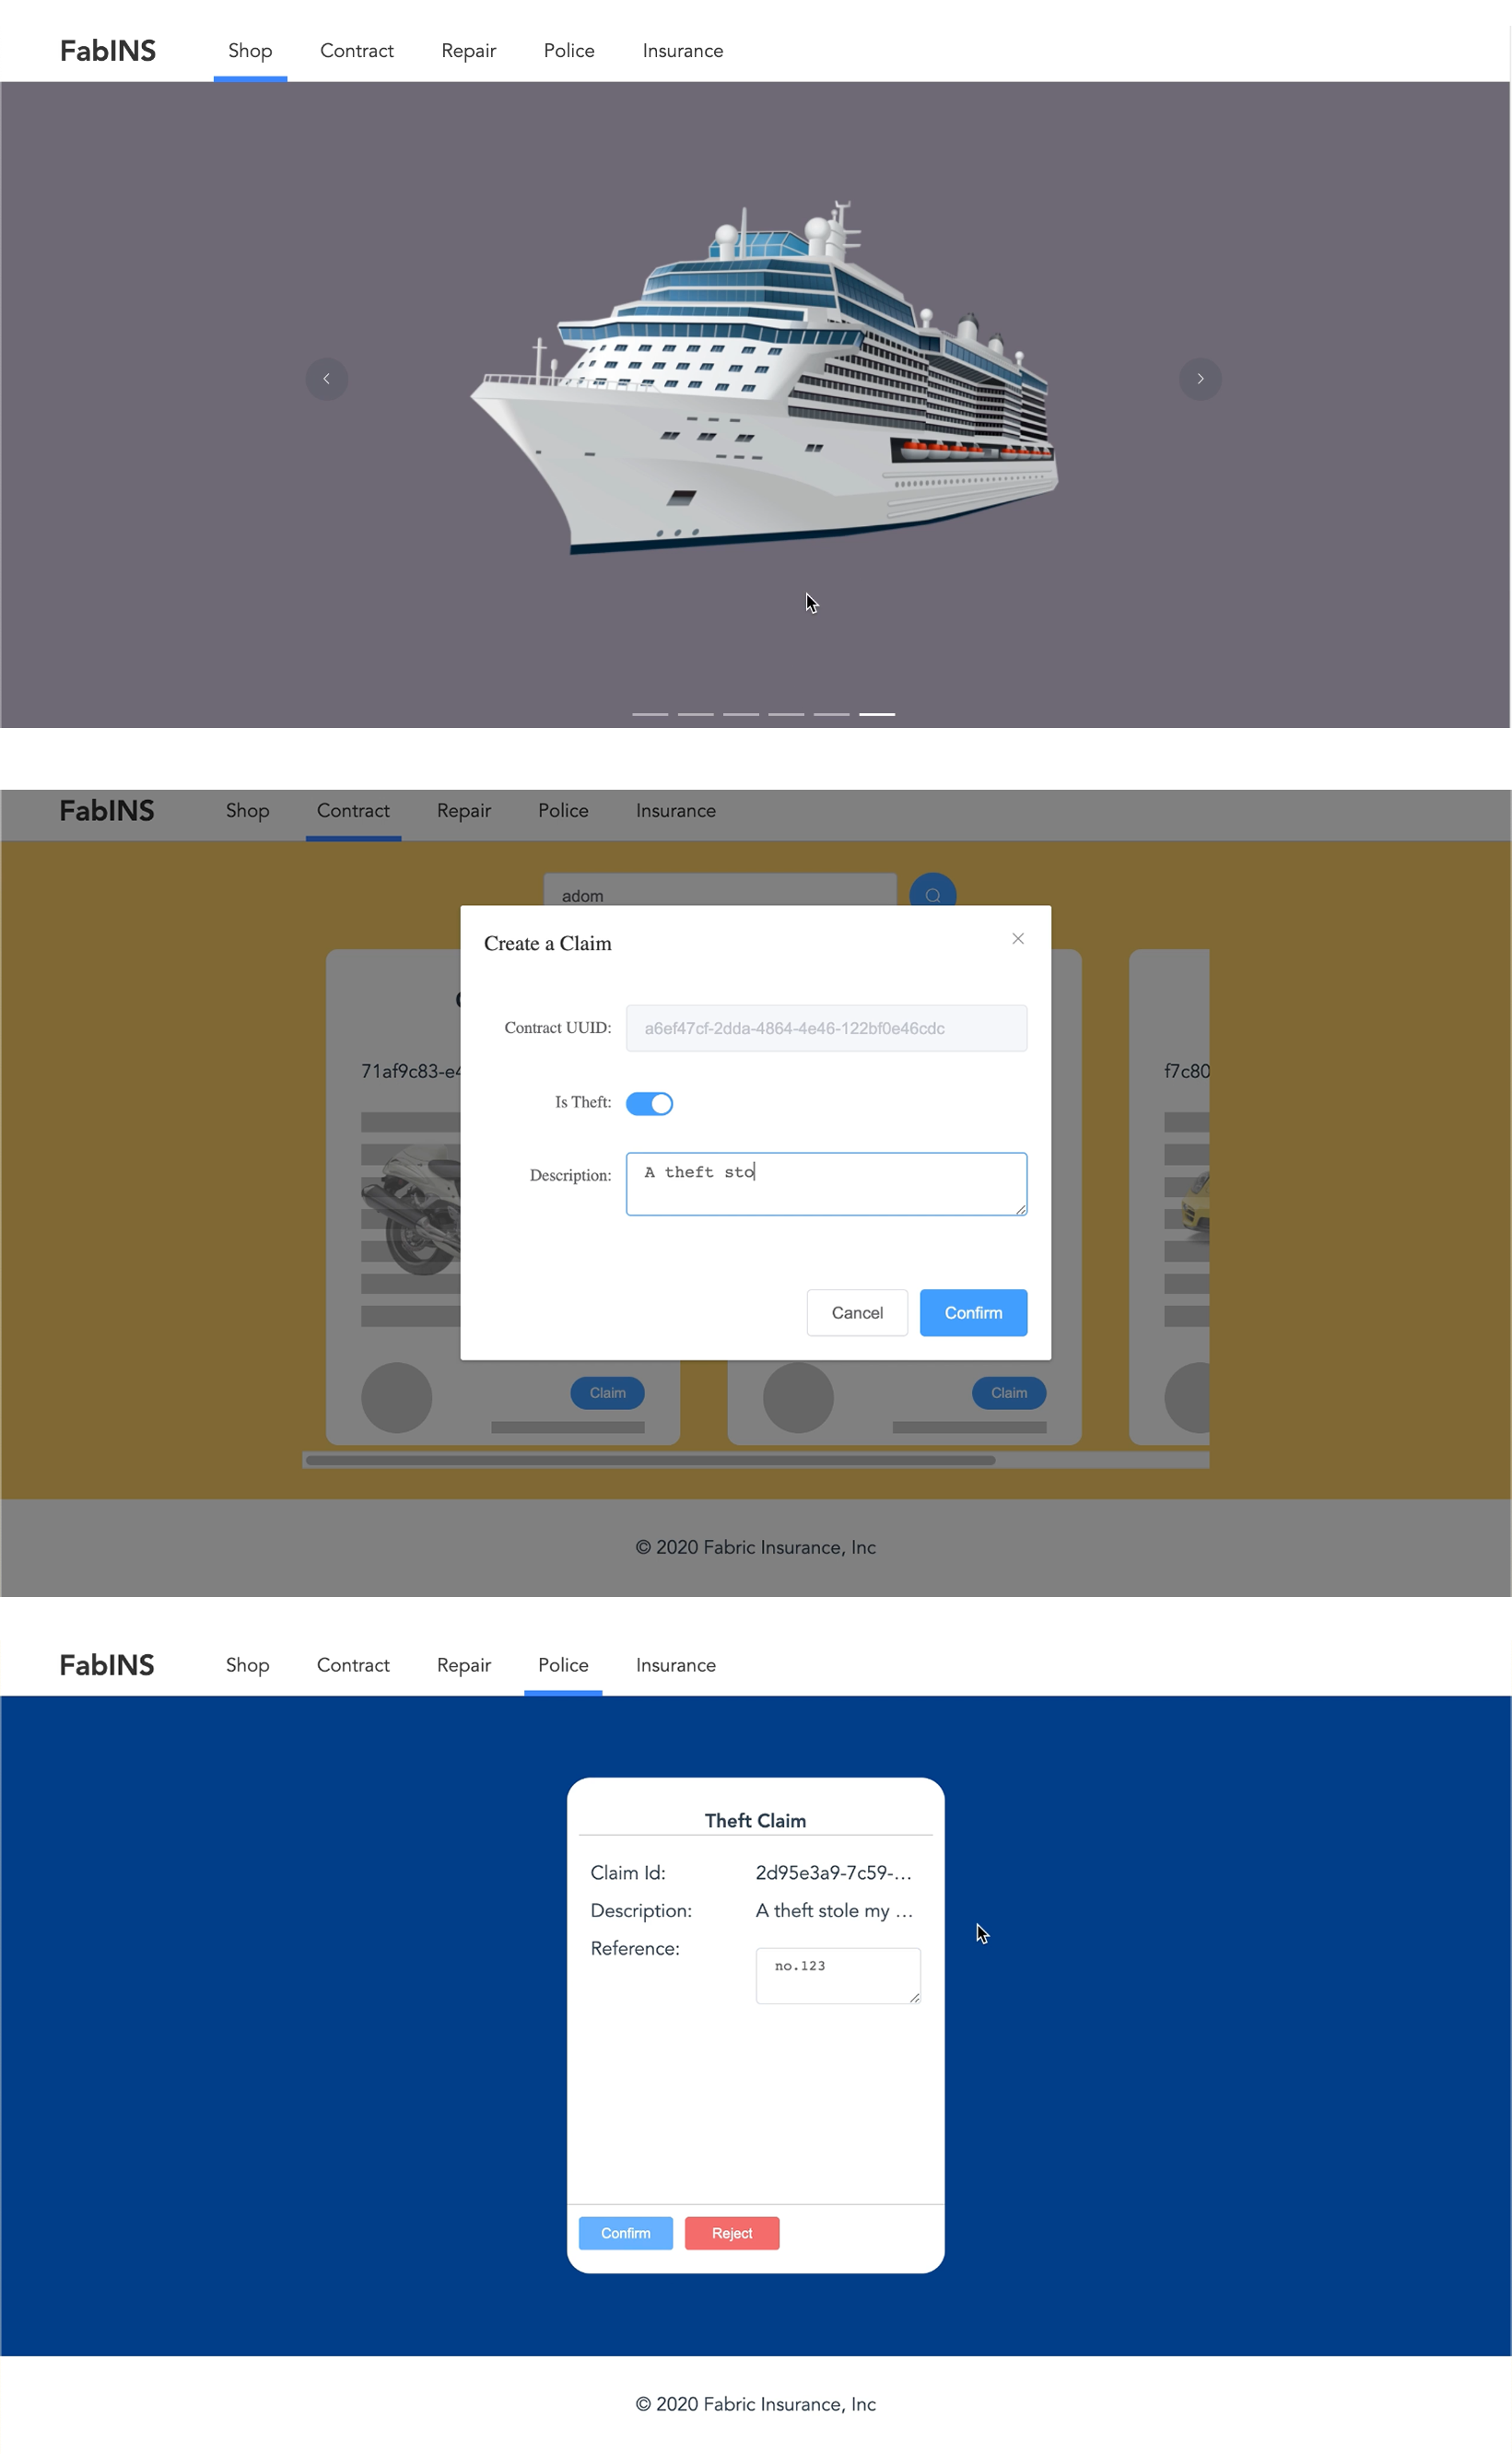 FabINS Shop Contract Repair Police Insurance
FabINS Shop Contract Repair Police Insurance
adom
Create a Claim
Contract UUID: a6ef47cf-2dda-4864-4e46-122bf0e46cdc
71af9c83-e4
f7c80
Is Theft:
Description: A theft sto
Cancel Confirm
Claim Claim
© 2020 Fabric Insurance, Inc
FabINS Shop Contract Repair Police Insurance
Theft Claim
Claim Id: 2d95e3a9-7c59-...
Description: A theft stole my ...
Reference: no.123
Confirm Reject
© 2020 Fabric Insurance, Inc